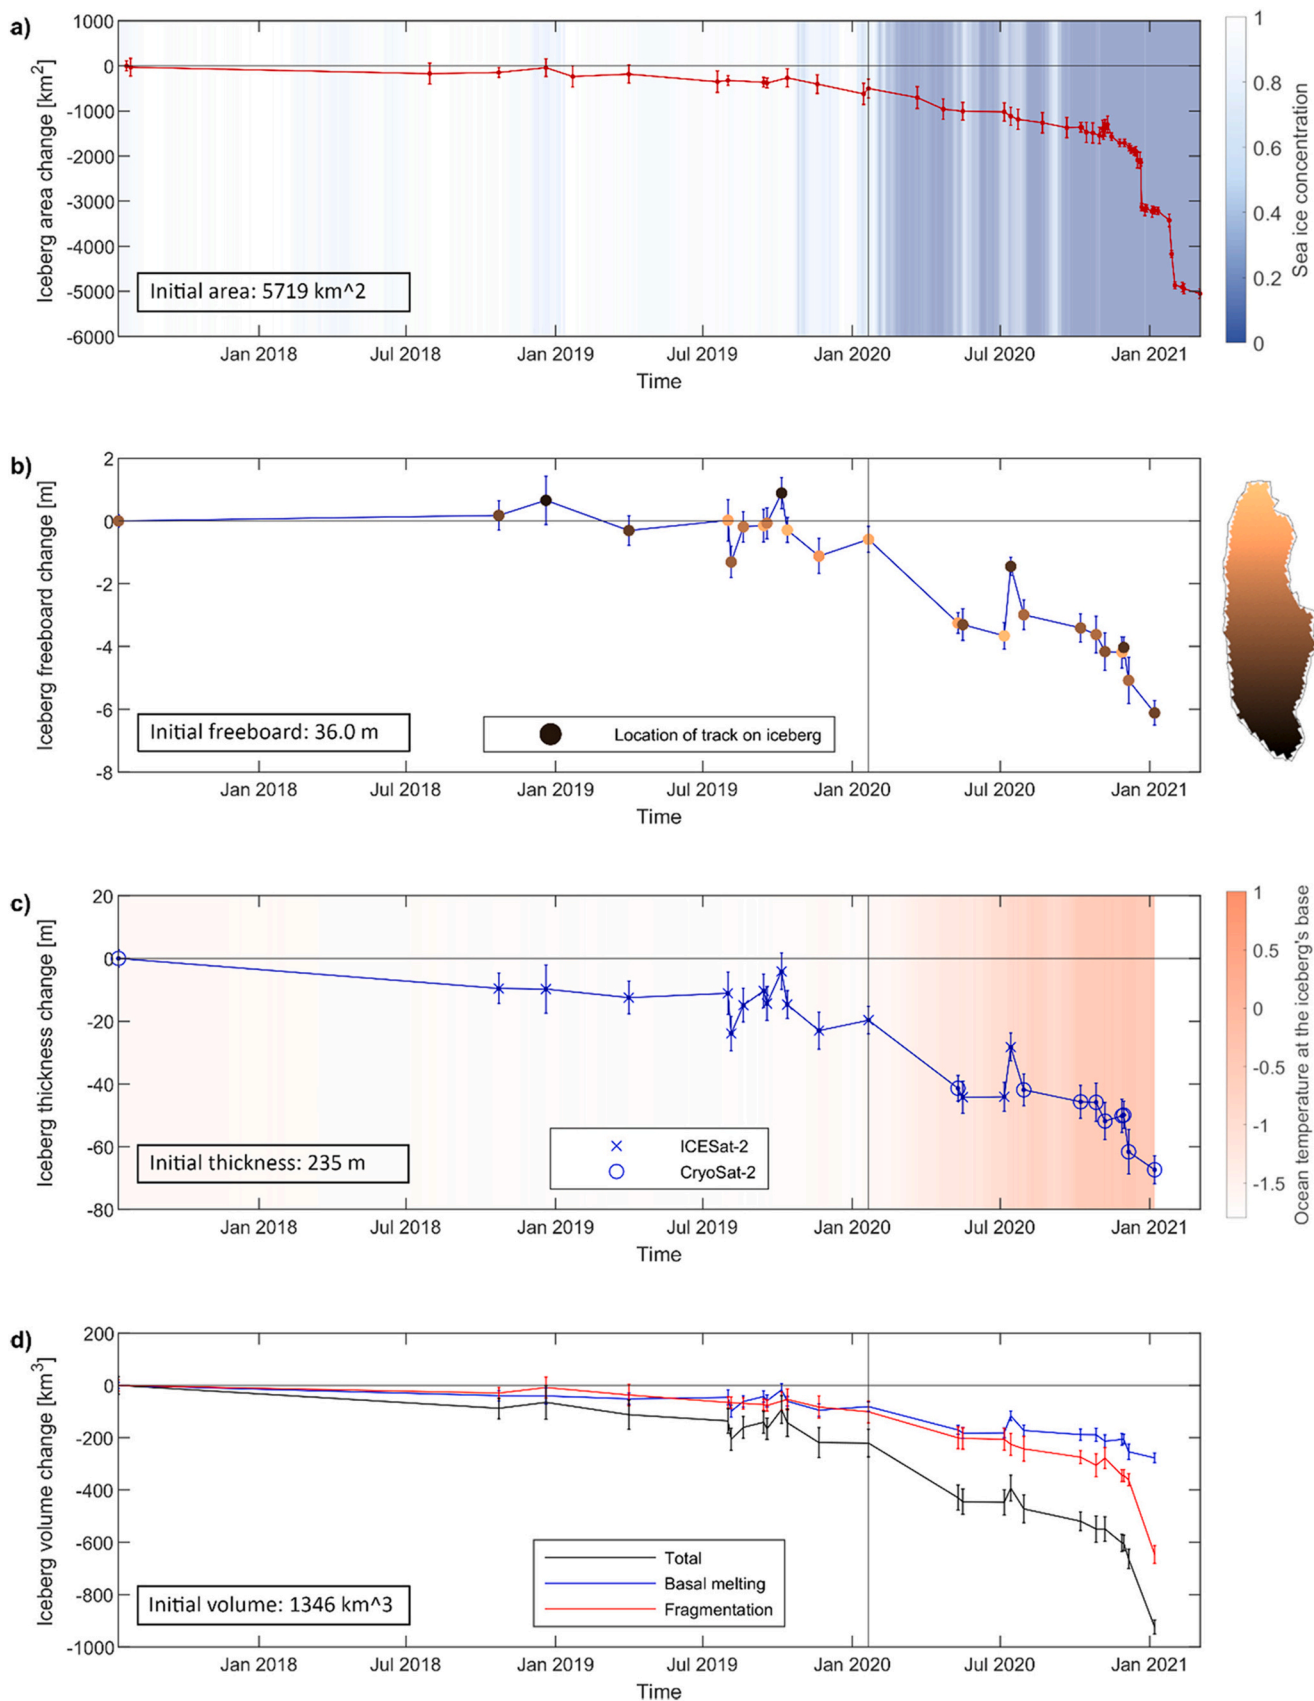 a)
1000
0
-1000
-2000
-3000
-4000
-5000
-6000
Iceberg area change [km²]
Initial area: 5719 km^2
Jan 2018
Jul 2018
Jan 2019
Jul 2019
Jan 2020
Jul 2020
Jan 2021
Time
1
0.8
0.6
0.4
0.2
0
Sea ice concentration
b)
2
0
-2
-4
-6
-8
Iceberg freeboard change [m]
Initial freeboard: 36.0 m
Location of track on iceberg
Jan 2018
Jul 2018
Jan 2019
Jul 2019
Jan 2020
Jul 2020
Jan 2021
Time
c)
20
0
-20
-40
-60
-80
Iceberg thickness change [m]
Initial thickness: 235 m
ICESat-2
CryoSat-2
Jan 2018
Jul 2018
Jan 2019
Jul 2019
Jan 2020
Jul 2020
Jan 2021
Time
1
0.5
0
-0.5
-1
-1.5
Ocean temperature at the iceberg's base
d)
200
0
-200
-400
-600
-800
-1000
Iceberg volume change [km³]
Initial volume: 1346 km^3
Total
Basal melting
Fragmentation
Jan 2018
Jul 2018
Jan 2019
Jul 2019
Jan 2020
Jul 2020
Jan 2021
Time